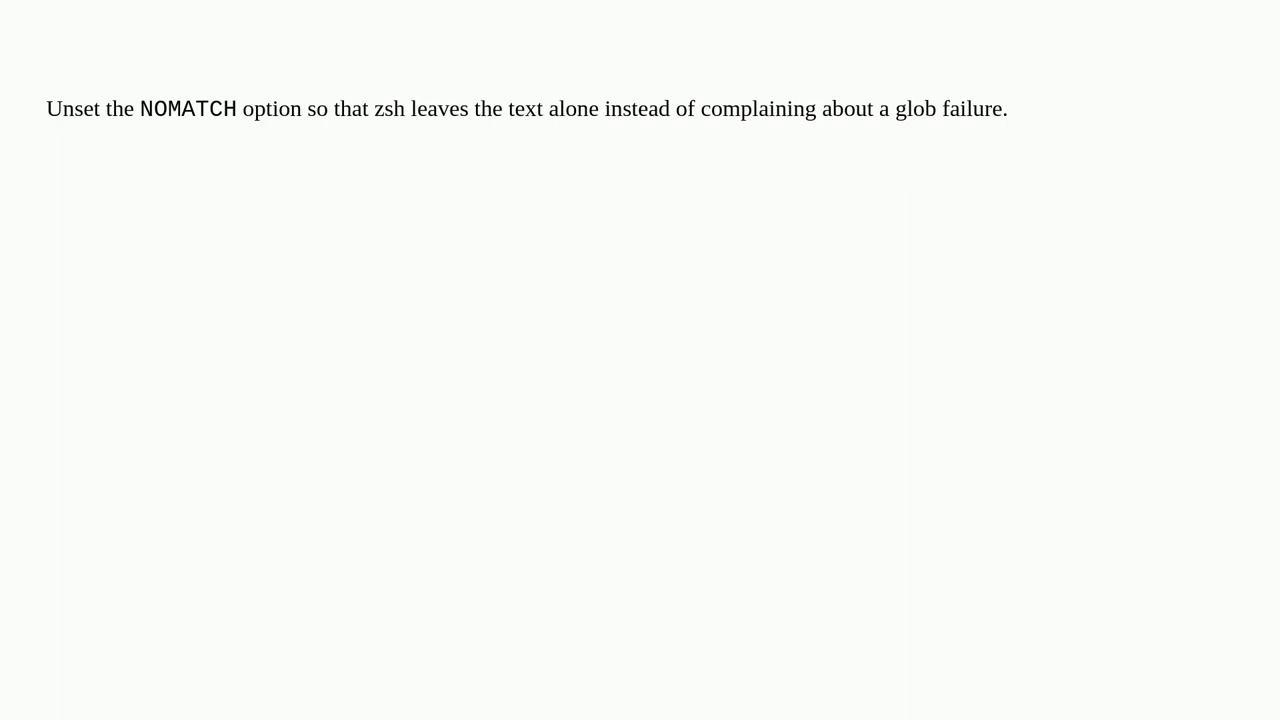 Unset the NOMATCH option so that zsh leaves the text alone instead of complaining about a glob failure.